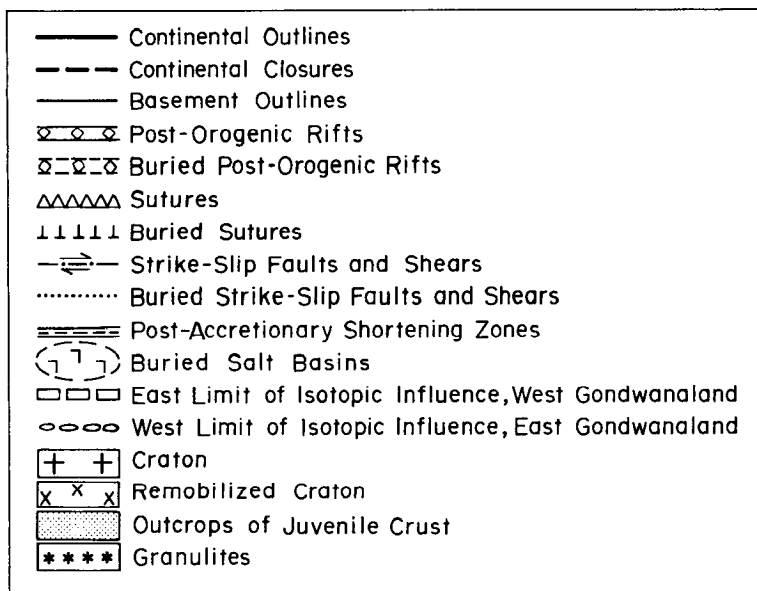 Continental Outlines
Continental Closures
Basement Outlines
Post-Orogenic Rifts
Buried Post-Orogenic Rifts
Sutures
Buried Sutures
Strike-Slip Faults and Shears
Buried Strike-Slip Faults and Shears
Post-Accretionary Shortening Zones
Buried Salt Basins
East Limit of Isotopic Influence, West Gondwanaland
West Limit of Isotopic Influence, East Gondwanaland
Craton
Remobilized Craton
Outcrops of Juvenile Crust
Granulites